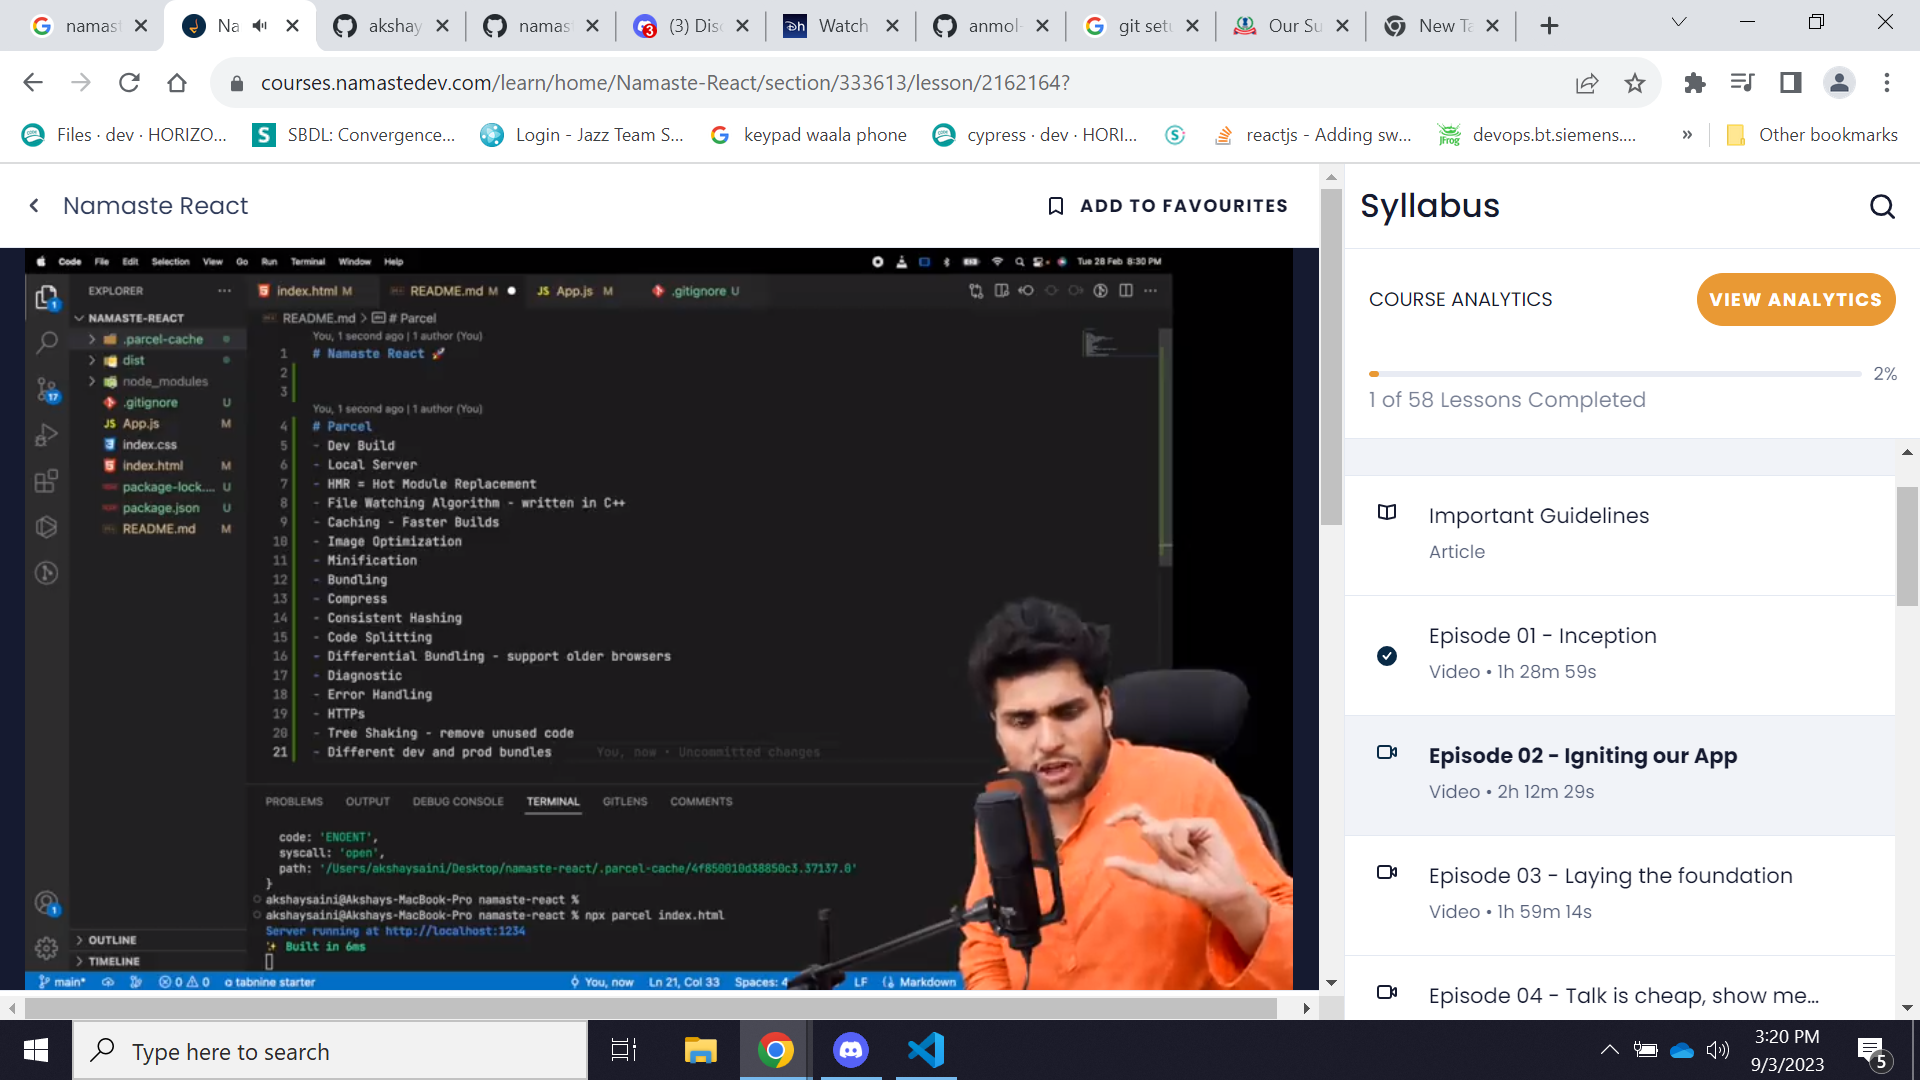 namast
Na
akshay
namas
(3) Disc
Watch
anmol-
git setu
Our Su
New Ta
courses.namastedev.com/learn/home/Namaste-React/section/333613/lesson/2162164?
Files · dev · HORIZO...
SBDL: Convergence...
Login - Jazz Team S...
keypad waala phone
cypress · dev · HORI...
reactjs - Adding sw...
devops.bt.siemens....
»
Other bookmarks
Namaste React
ADD TO FAVOURITES
Code File Edit Selection View Go Run Terminal Window Help
Tue 28 Feb 8:30 PM
EXPLORER ...
index.html M
README.md M
JS App.js M
.gitignore U
NAMASTE-REACT
.parcel-cache
dist
node_modules
.gitignore U
JS App.js M
index.css
index.html M
package-lock.... U
package.json U
README.md M
17
1
1
OUTLINE
TIMELINE
README.md > # Parcel
You, 1 second ago | 1 author (You)
1 # Namaste React 🚀
2
3
You, 1 second ago | 1 author (You)
4 # Parcel
5 - Dev Build
6 - Local Server
7 - HMR = Hot Module Replacement
8 - File Watching Algorithm - written in C++
9 - Caching - Faster Builds
10 - Image Optimization
11 - Minification
12 - Bundling
13 - Compress
14 - Consistent Hashing
15 - Code Splitting
16 - Differential Bundling - support older browsers
17 - Diagnostic
18 - Error Handling
19 - HTTPs
20 - Tree Shaking - remove unused code
21 - Different dev and prod bundles You, now • Uncommitted changes
PROBLEMS OUTPUT DEBUG CONSOLE TERMINAL GITLENS COMMENTS
code: 'ENOENT',
syscall: 'open',
path: '/Users/akshaysaini/Desktop/namaste-react/.parcel-cache/4f850010d38850c3.37137.0'
}
akshaysaini@Akshays-MacBook-Pro namaste-react %
akshaysaini@Akshays-MacBook-Pro namaste-react % npx parcel index.html
Server running at http://localhost:1234
✨ Built in 6ms
main* 0 0 tabnine starter
You, now Ln 21, Col 33 Spaces: 4 LF Markdown
Syllabus
COURSE ANALYTICS
VIEW ANALYTICS
2%
1 of 58 Lessons Completed
Important Guidelines
Article
Episode 01 - Inception
Video • 1h 28m 59s
Episode 02 - Igniting our App
Video • 2h 12m 29s
Episode 03 - Laying the foundation
Video • 1h 59m 14s
Episode 04 - Talk is cheap, show me...
Type here to search
3:20 PM
9/3/2023
5